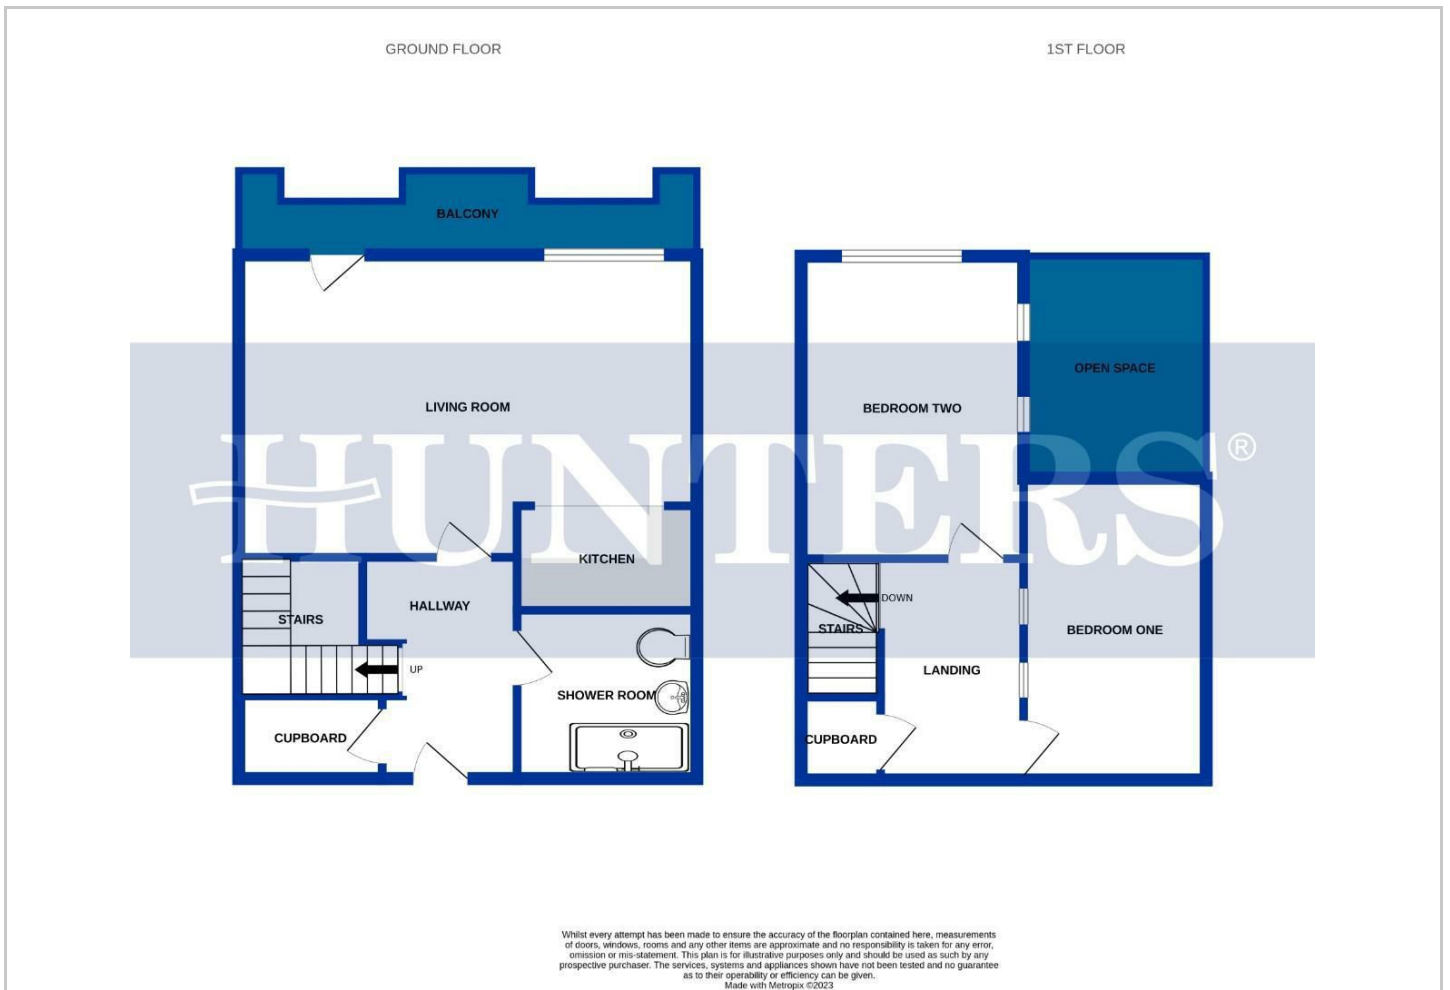 GROUND FLOOR
1ST FLOOR
BALCONY
LIVING ROOM
KITCHEN
HALLWAY
STAIRS
UP
SHOWER ROOM
CUPBOARD
OPEN SPACE
BEDROOM TWO
HUNTERS®
DOWN
STAIRS
BEDROOM ONE
LANDING
CUPBOARD
Whilst every attempt has been made to ensure the accuracy of the floorplan contained here, measurements
of doors, windows, rooms and any other items are approximate and no responsibility is taken for any error,
omission or mis-statement. This plan is for illustrative purposes only and should be used as such by any
prospective purchaser. The services, systems and appliances shown have not been tested and no guarantee
as to their operability or efficiency can be given.
Made with Metropix ©2023